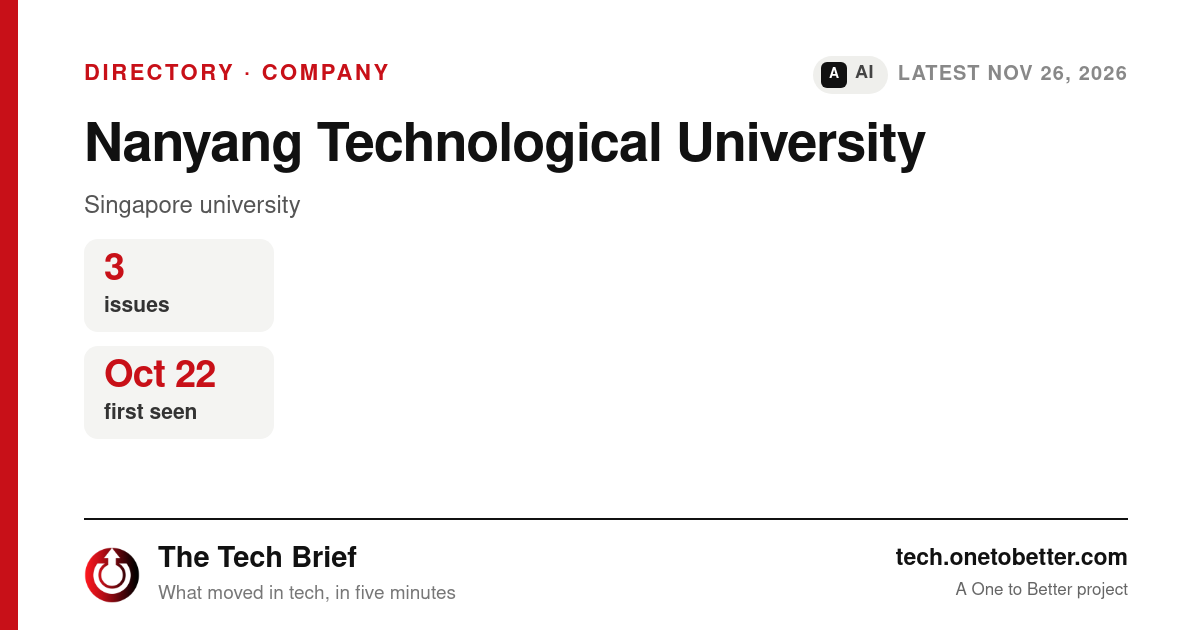 DIRECTORY · COMPANY
A AI LATEST NOV 26, 2026
Nanyang Technological University
Singapore university
3
issues
Oct 22
first seen
The Tech Brief
What moved in tech, in five minutes
tech.onetobetter.com
A One to Better project